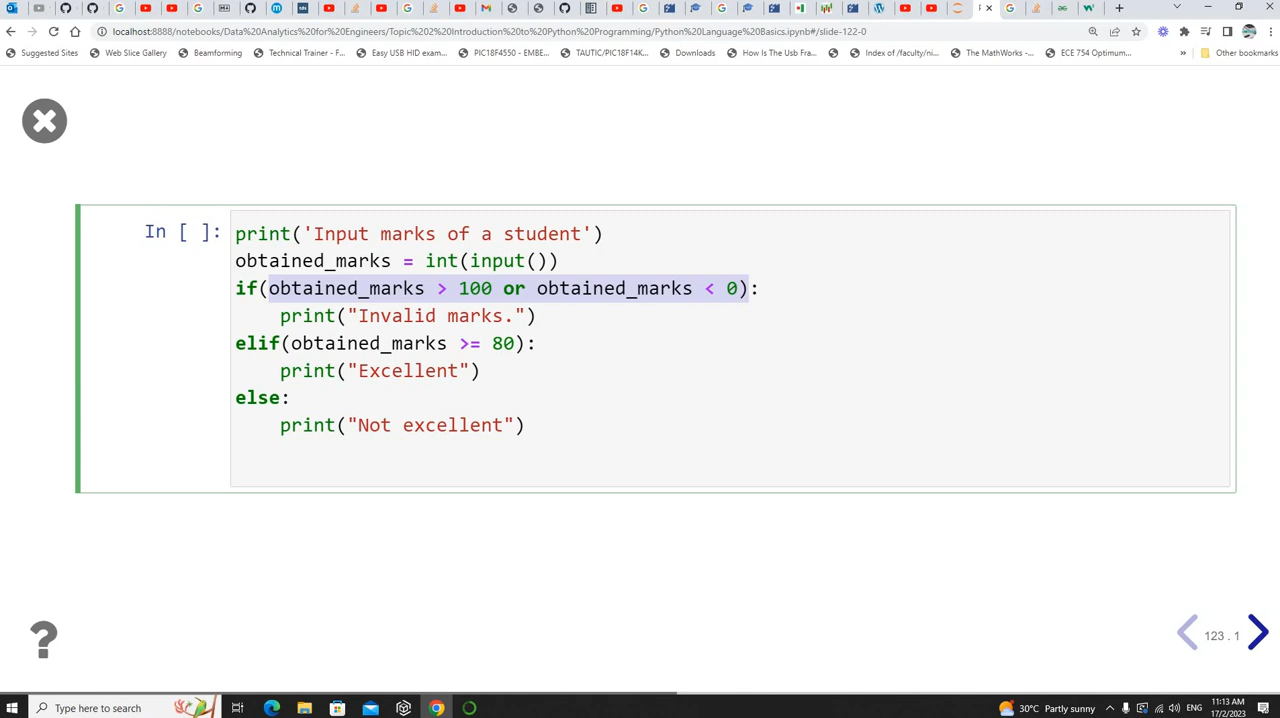 localhost:8888/notebooks/Data%20Analytics%20for%20Engineers/Topic%202%20Introduction%20to%20Python%20Programming/Python%20Language%20Basics.ipynb#/slide-122-0
Suggested Sites Web Slice Gallery Beamforming Technical Trainer - F... Easy USB HID exam... PIC18F4550 - EMBE... TAUTIC/PIC18F14K... Downloads How Is The Usb Fra... Index of /faculty/ni... The MathWorks -... ECE 754 Optimum... » Other bookmarks
In [ ]: print('Input marks of a student')
obtained_marks = int(input())
if(obtained_marks > 100 or obtained_marks < 0):
print("Invalid marks.")
elif(obtained_marks >= 80):
print("Excellent")
else:
print("Not excellent")
?
123 . 1
Type here to search
30°C Partly sunny
ENG
11:13 AM
17/2/2023